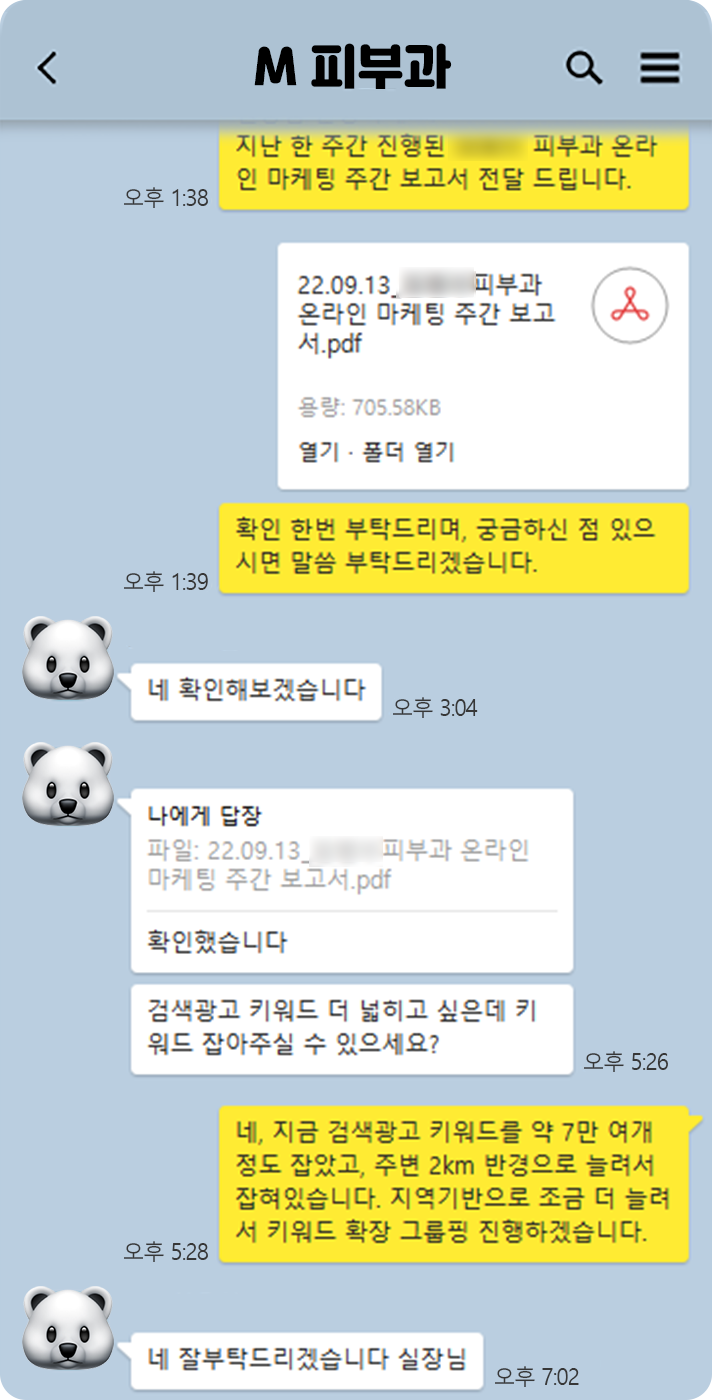 M 피부과
지난 한 주간 진행된 피부과 온라
인 마케팅 주간 보고서 전달 드립니다.
오후 1:38
22.09.13_ 피부과
온라인 마케팅 주간 보고
서.pdf
용량: 705.58KB
열기 · 폴더 열기
확인 한번 부탁드리며, 궁금하신 점 있으
시면 말씀 부탁드리겠습니다.
오후 1:39
네 확인해보겠습니다
오후 3:04
나에게 답장
파일: 22.09.13_ 피부과 온라인
마케팅 주간 보고서.pdf
확인했습니다
검색광고 키워드 더 넓히고 싶은데 키
워드 잡아주실 수 있으세요?
오후 5:26
네, 지금 검색광고 키워드를 약 7만 여개
정도 잡았고, 주변 2km 반경으로 늘려서
잡혀있습니다. 지역기반으로 조금 더 늘려
서 키워드 확장 그룹핑 진행하겠습니다.
오후 5:28
네 잘부탁드리겠습니다 실장님
오후 7:02